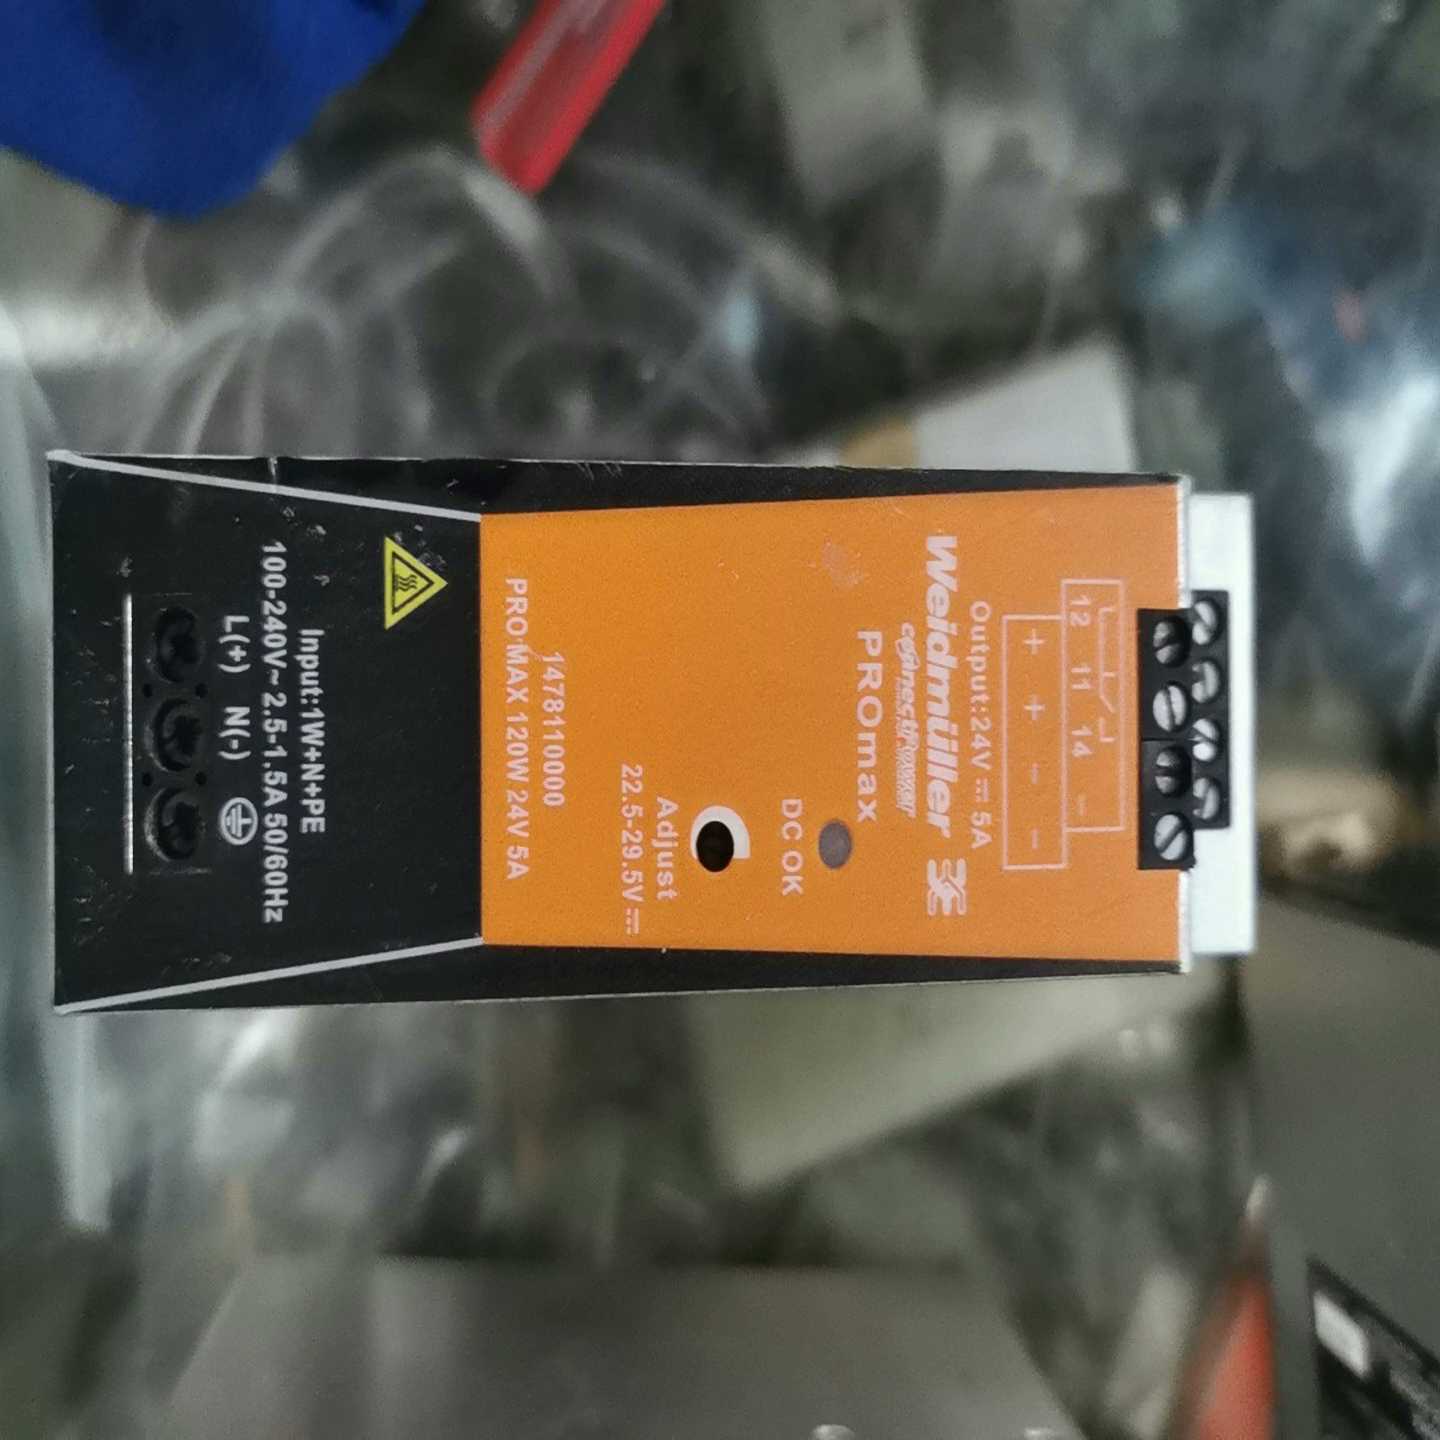 12 11 14 -
+ + - -
Output:24V⎓5A
Weidmüller
PROmax
DC OK
Adjust
22.5-29.5V⎓
1478110000
PRO MAX 120W 24V 5A
Input:1W+N+PE
100-240V~ 2.5-1.5A 50/60Hz
L(+) N(-)